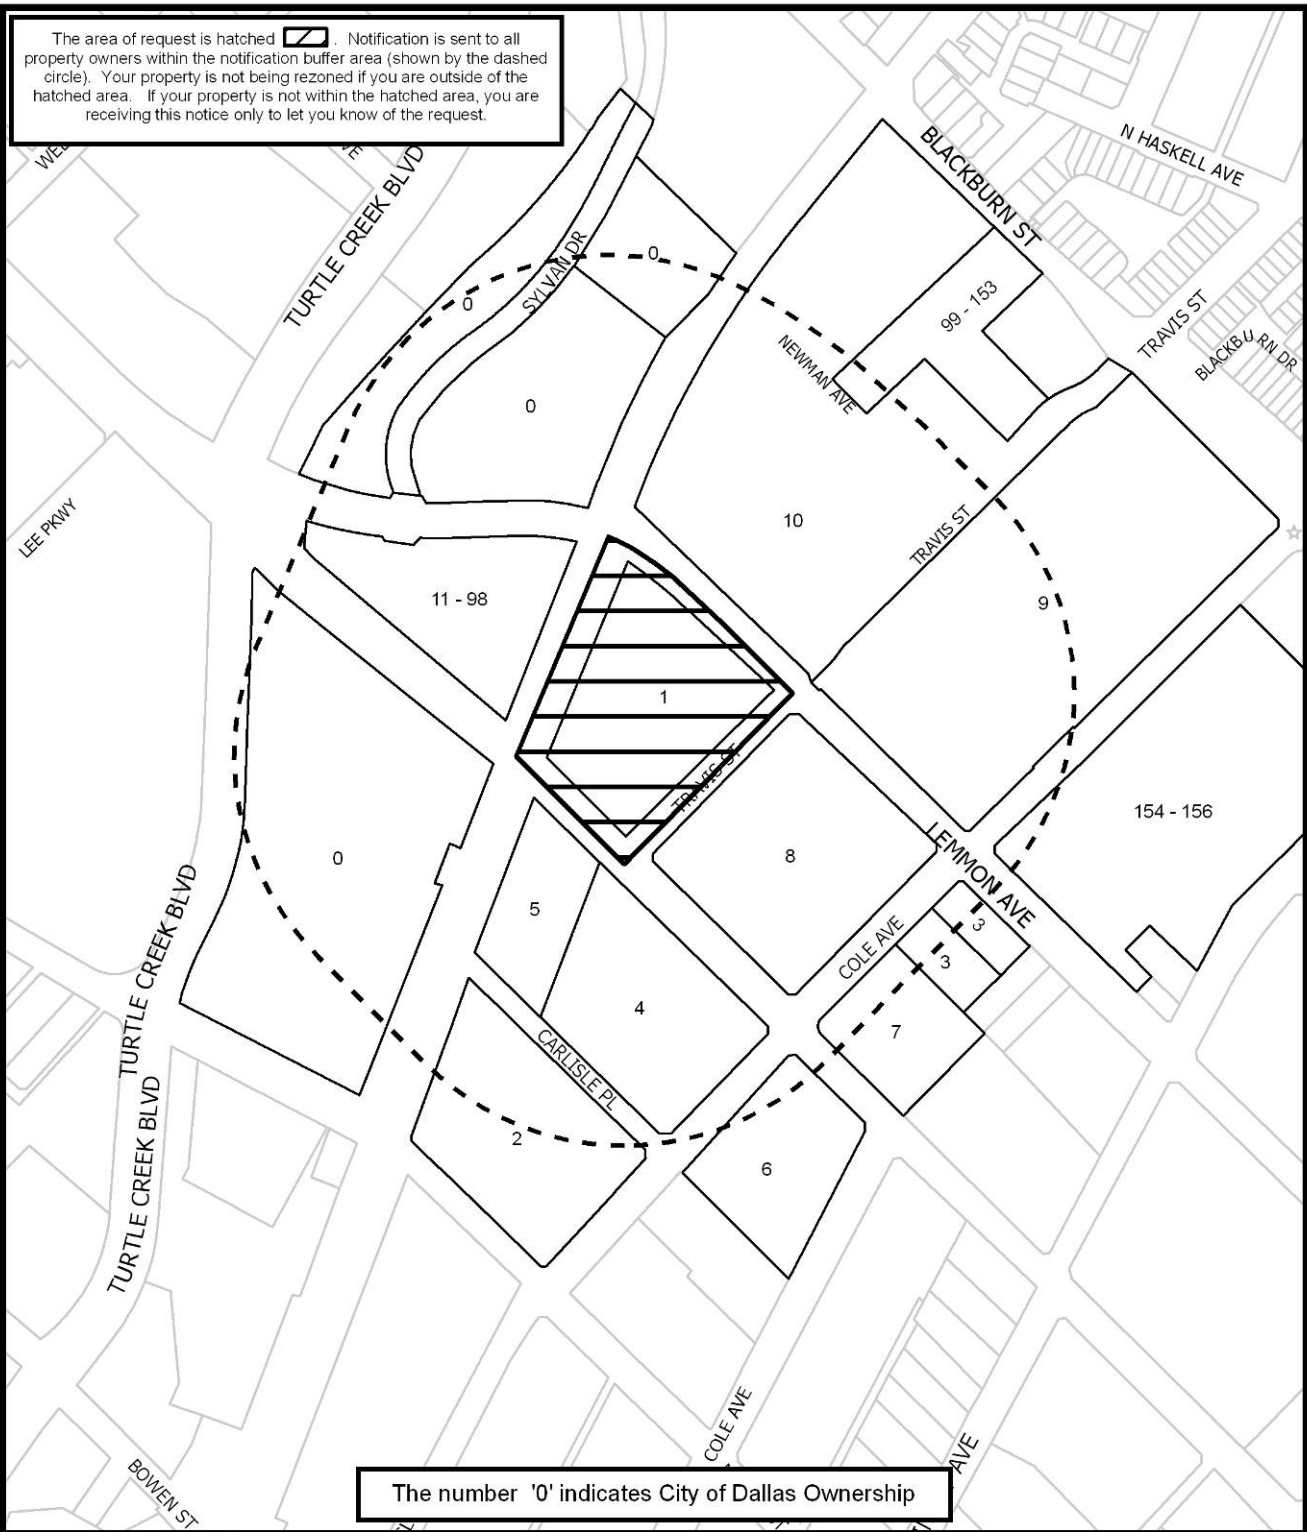 The area of request is hatched . Notification is sent to all
property owners within the notification buffer area (shown by the dashed
circle). Your property is not being rezoned if you are outside of the
hatched area. If your property is not within the hatched area, you are
receiving this notice only to let you know of the request.
N HASKELL AVE
BLACKBURN ST
TURTLE CREEK BLVD
SYLVAN DR
0
0
99 - 153
TRAVIS ST
BLACKBURN DR
NEWMAN AVE
0
LEE PKWY
10
TRAVIS ST
11 - 98
9
1
TRAVIS ST
154 - 156
0
8
LEMMON AVE
5
COLE AVE
3
3
TURTLE CREEK BLVD
4
7
CARLISLE PL
TURTLE CREEK BLVD
2
6
COLE AVE
AVE
BOWEN ST
The number '0' indicates City of Dallas Ownership